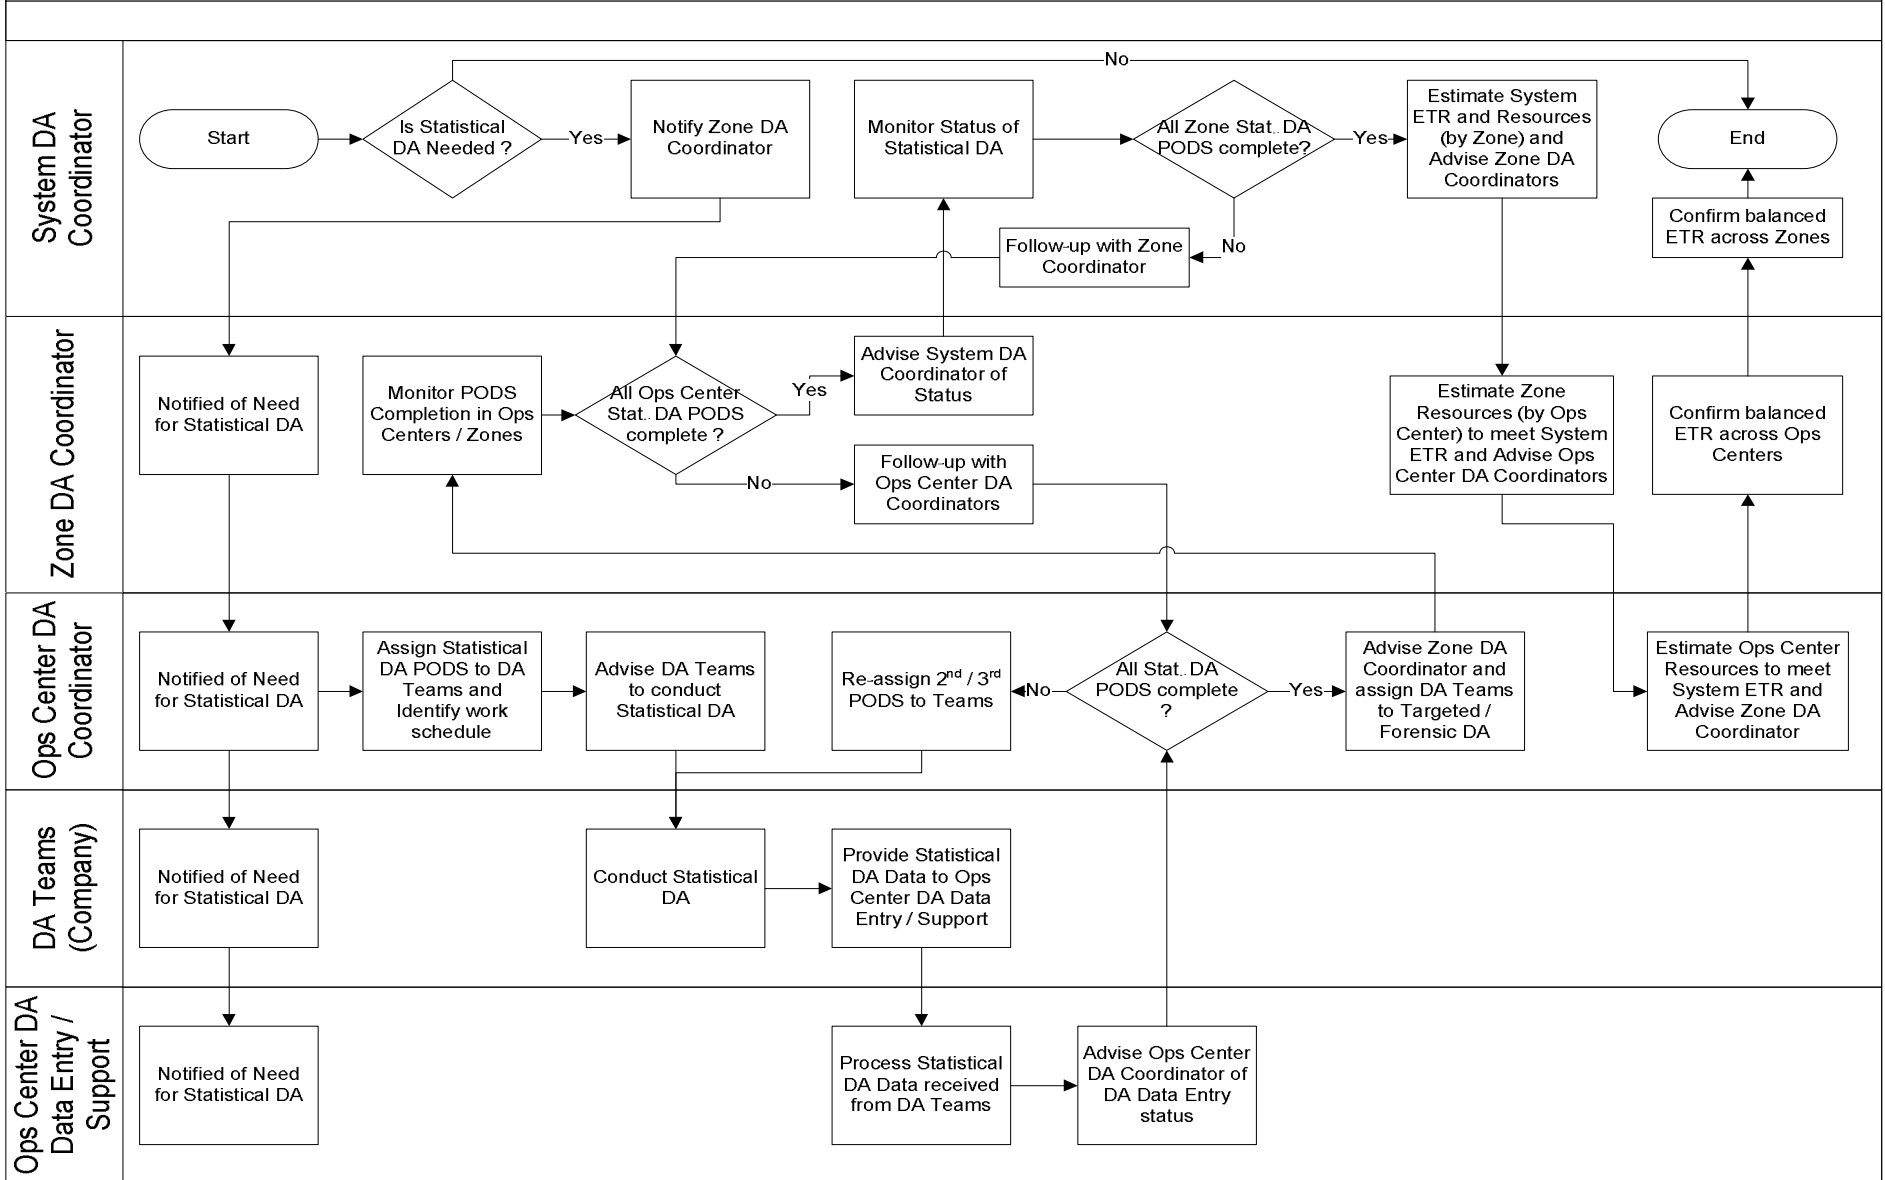 System DA
Coordinator
Start
Is Statistical
DA Needed ?
Yes
No
Notify Zone DA
Coordinator
Monitor Status of
Statistical DA
All Zone Stat.. DA
PODS complete?
Yes
No
Estimate System
ETR and Resources
(by Zone) and
Advise Zone DA
Coordinators
End
Follow-up with Zone
Coordinator
Confirm balanced
ETR across Zones
Zone DA Coordinator
Notified of Need
for Statistical DA
Monitor PODS
Completion in Ops
Centers / Zones
All Ops Center
Stat.. DA PODS
complete ?
Yes
No
Advise System DA
Coordinator of
Status
Follow-up with
Ops Center DA
Coordinators
Estimate Zone
Resources (by Ops
Center) to meet System
ETR and Advise Ops
Center DA Coordinators
Confirm balanced
ETR across Ops
Centers
Ops Center DA
Coordinator
Notified of Need
for Statistical DA
Assign Statistical
DA PODS to DA
Teams and
Identify work
schedule
Advise DA Teams
to conduct
Statistical DA
Re-assign 2nd / 3rd
PODS to Teams
No
All Stat.. DA
PODS complete
?
Yes
Advise Zone DA
Coordinator and
assign DA Teams
to Targeted /
Forensic DA
Estimate Ops Center
Resources to meet
System ETR and
Advise Zone DA
Coordinator
DA Teams
(Company)
Notified of Need
for Statistical DA
Conduct Statistical
DA
Provide Statistical
DA Data to Ops
Center DA Data
Entry / Support
Ops Center DA
Data Entry /
Support
Notified of Need
for Statistical DA
Process Statistical
DA Data received
from DA Teams
Advise Ops Center
DA Coordinator of
DA Data Entry
status